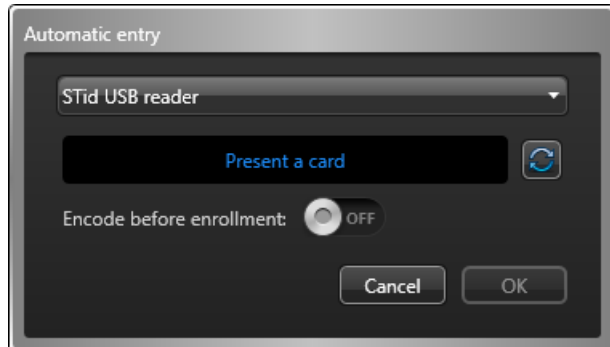 Automatic entry
STid USB reader
Present a card
Encode before enrollment:
OFF
Cancel
OK